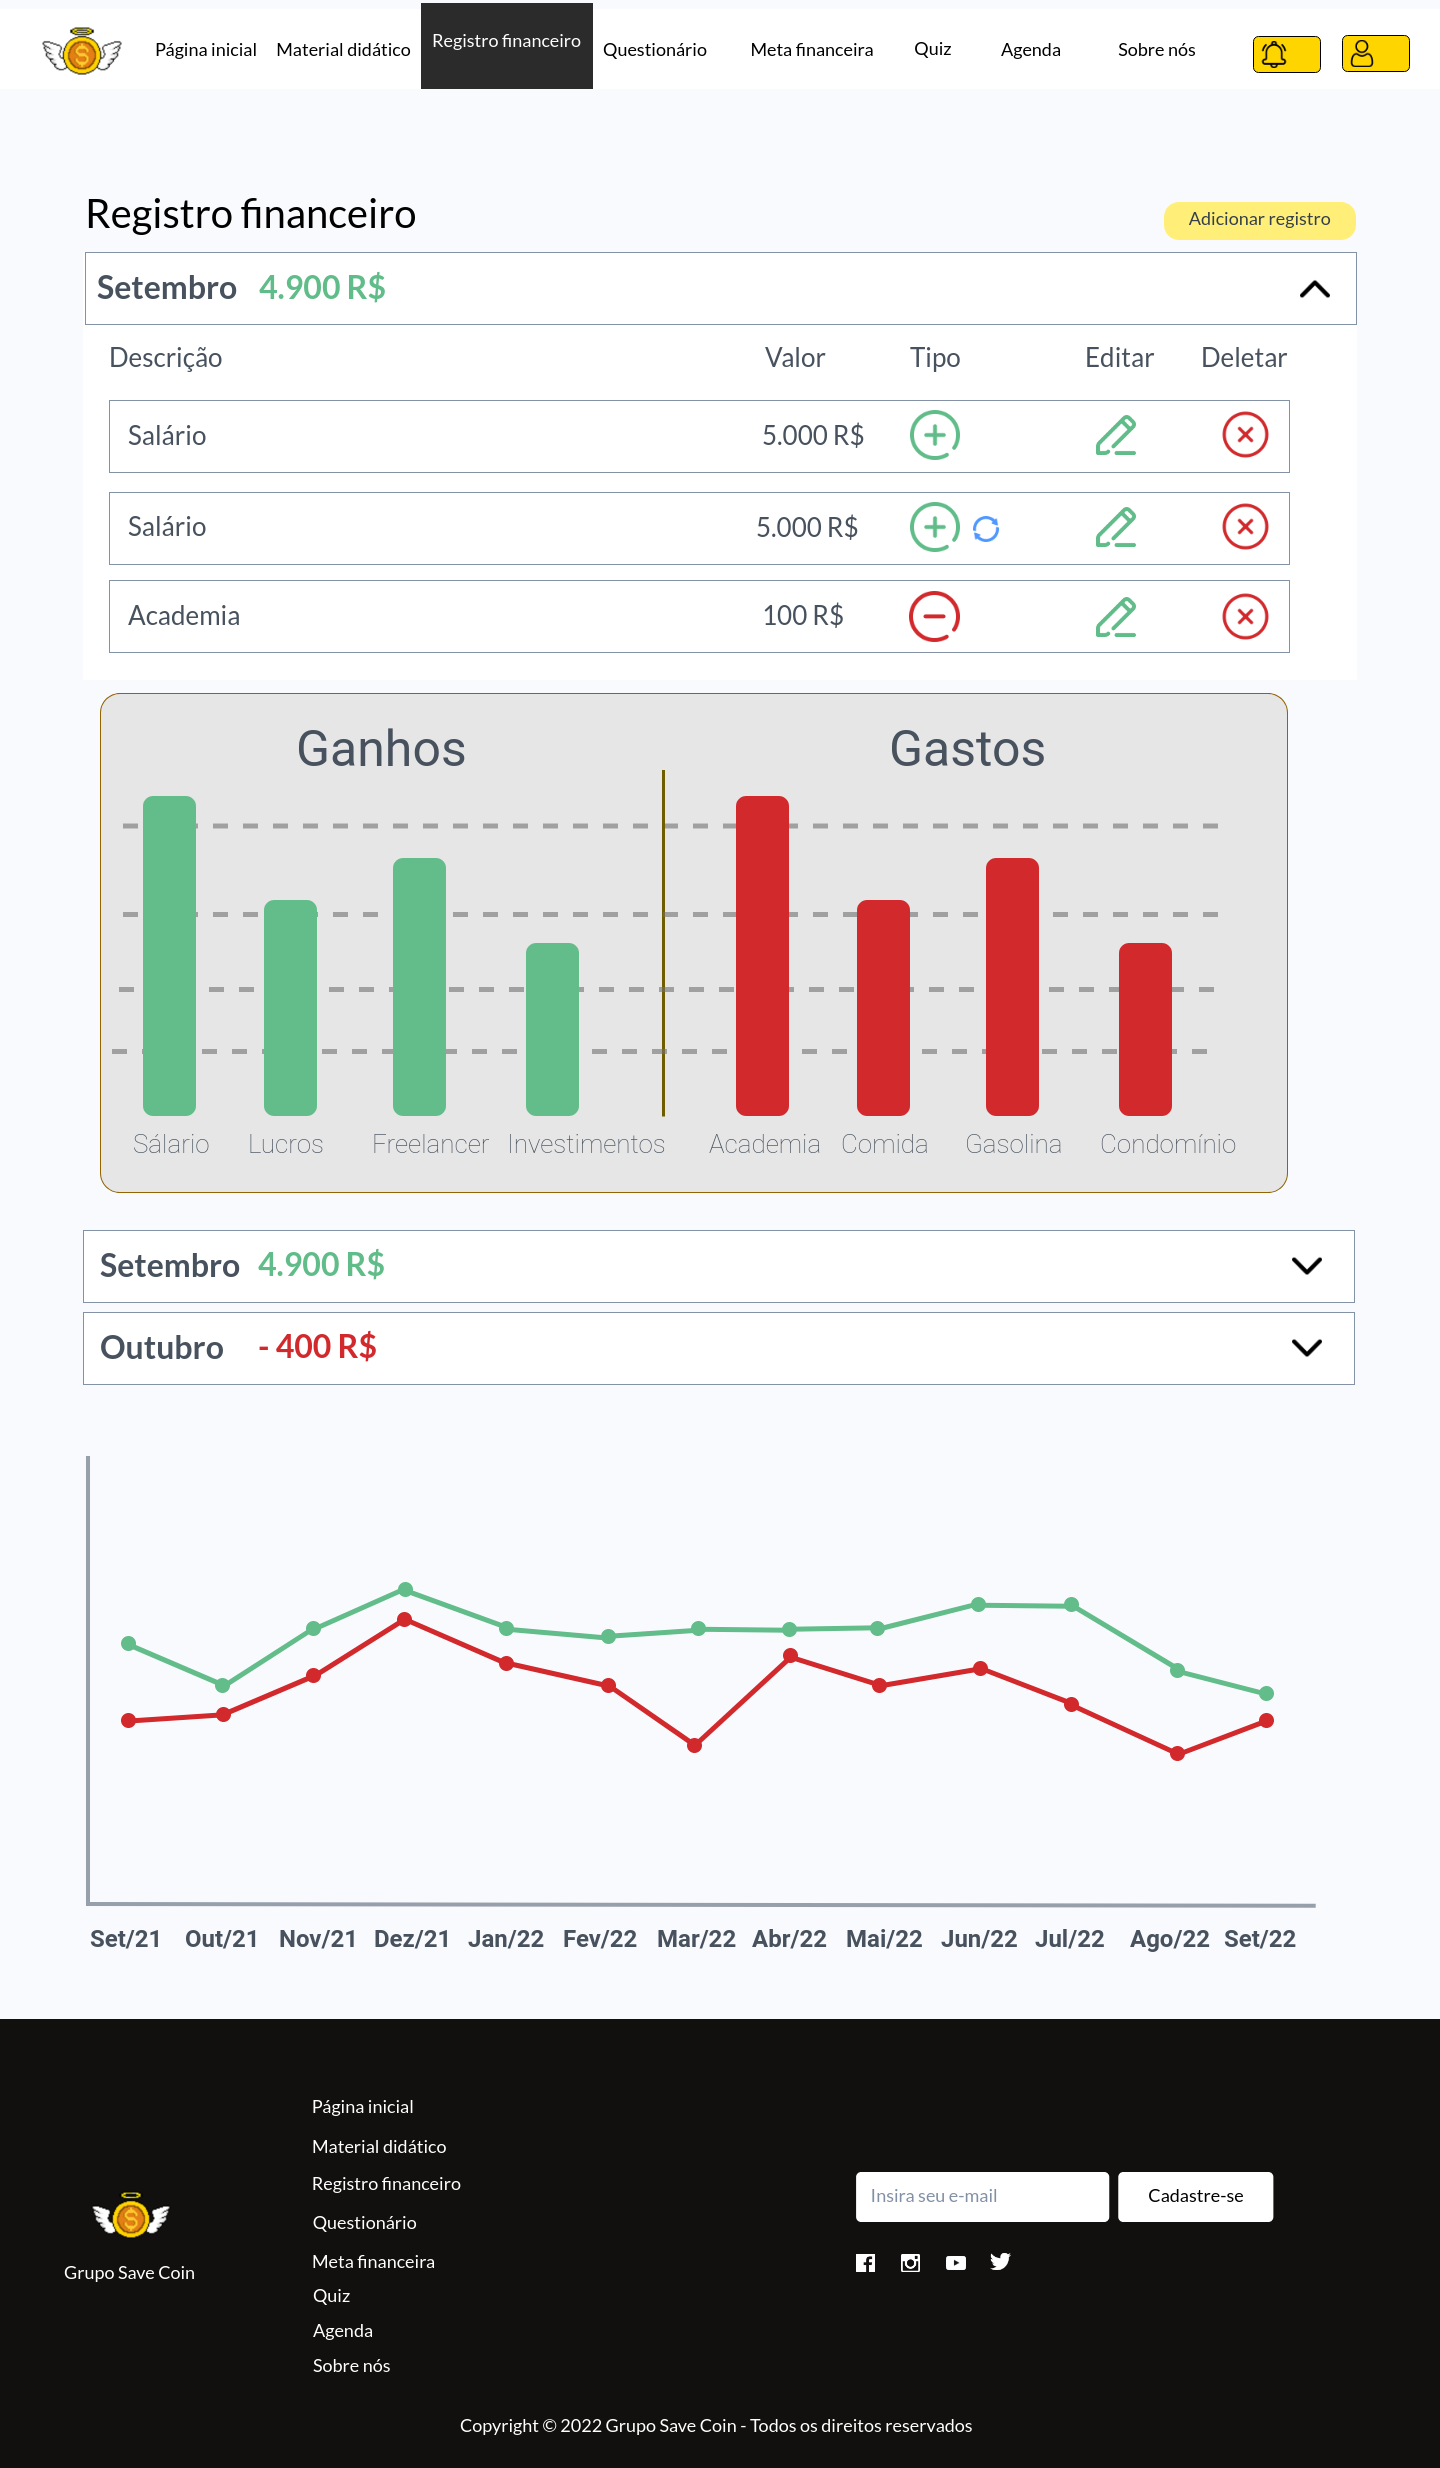 Página inicial Material didático Registro financeiro Questionário Meta financeira Quiz Agenda Sobre nós
Registro financeiro Adicionar registro
Setembro 4.900 R$
Descrição Valor Tipo Editar Deletar
Salário 5.000 R$
Salário 5.000 R$
Academia 100 R$
Ganhos Gastos
Sálario Lucros Freelancer Investimentos Academia Comida Gasolina Condomínio
Setembro 4.900 R$
Outubro - 400 R$
Set/21 Out/21 Nov/21 Dez/21 Jan/22 Fev/22 Mar/22 Abr/22 Mai/22 Jun/22 Jul/22 Ago/22 Set/22
Grupo Save Coin
Página inicial
Material didático
Registro financeiro
Questionário
Meta financeira
Quiz
Agenda
Sobre nós
Insira seu e-mail Cadastre-se
Copyright © 2022 Grupo Save Coin - Todos os direitos reservados